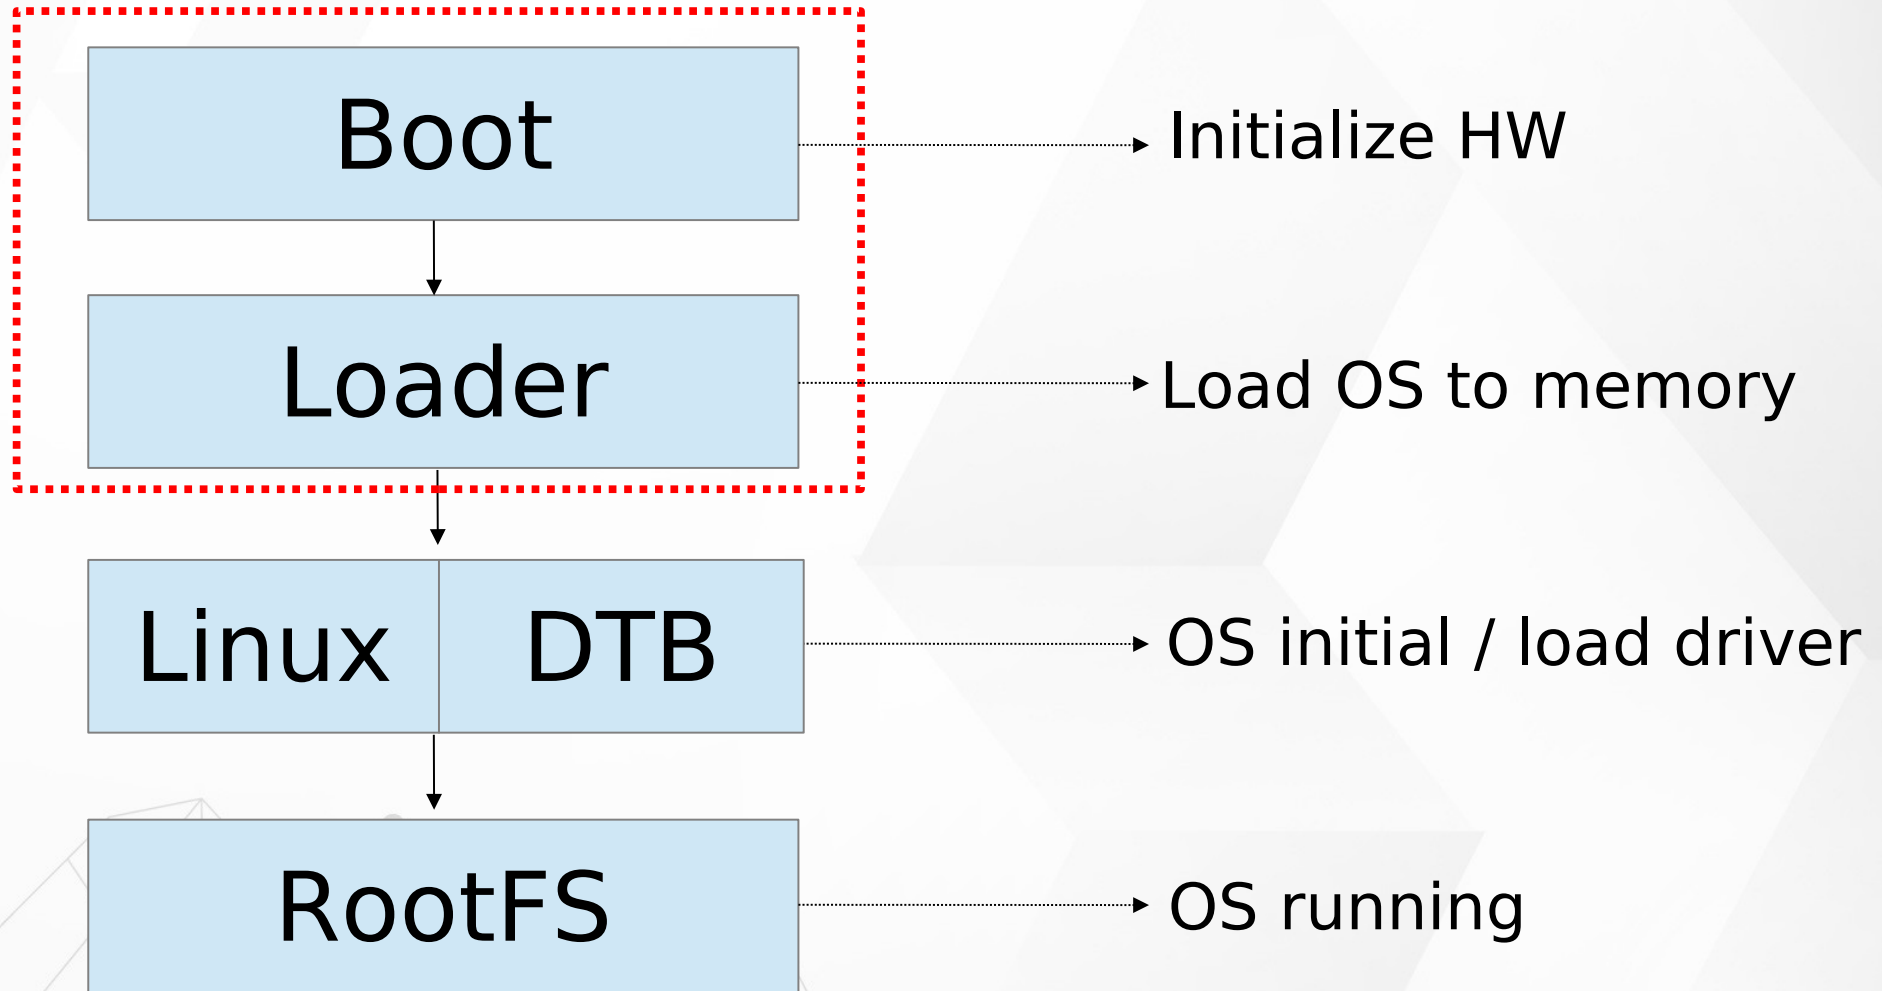 Boot
Initialize HW
Loader
Load OS to memory
Linux
DTB
OS initial / load driver
RootFS
OS running